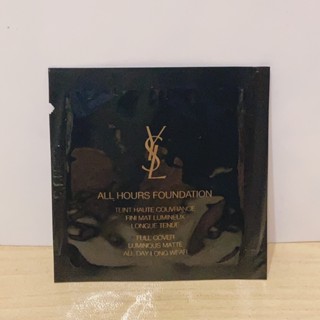 YSL
ALL HOURS FOUNDATION
TEINT HAUTE COUVRANCE
FINI MAT LUMINEUX
LONGUE TENUE
FULL COVER
LUMINOUS MATTE
ALL DAY LONG WEAR